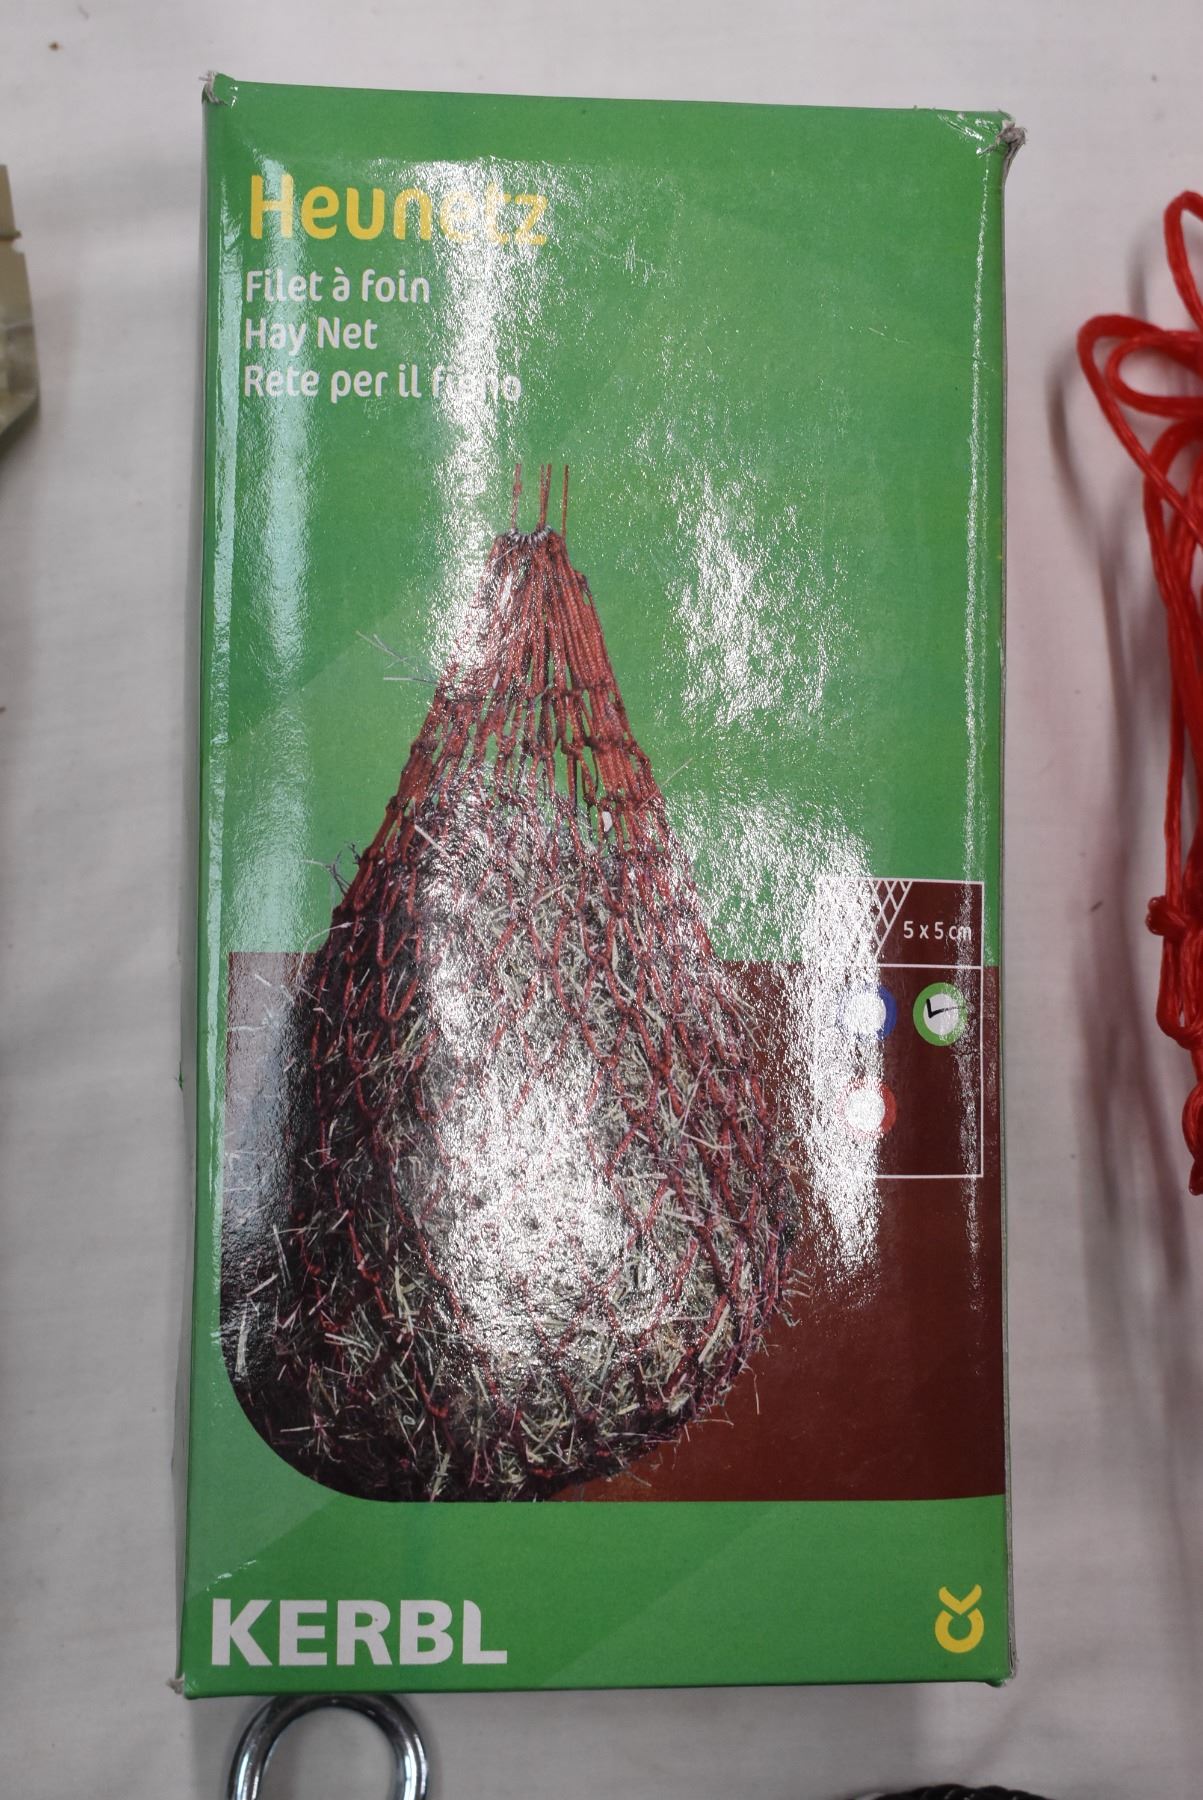 Heunetz
Filet à foin
Hay Net
Rete per il fieno
5 x 5 cm
KERBL